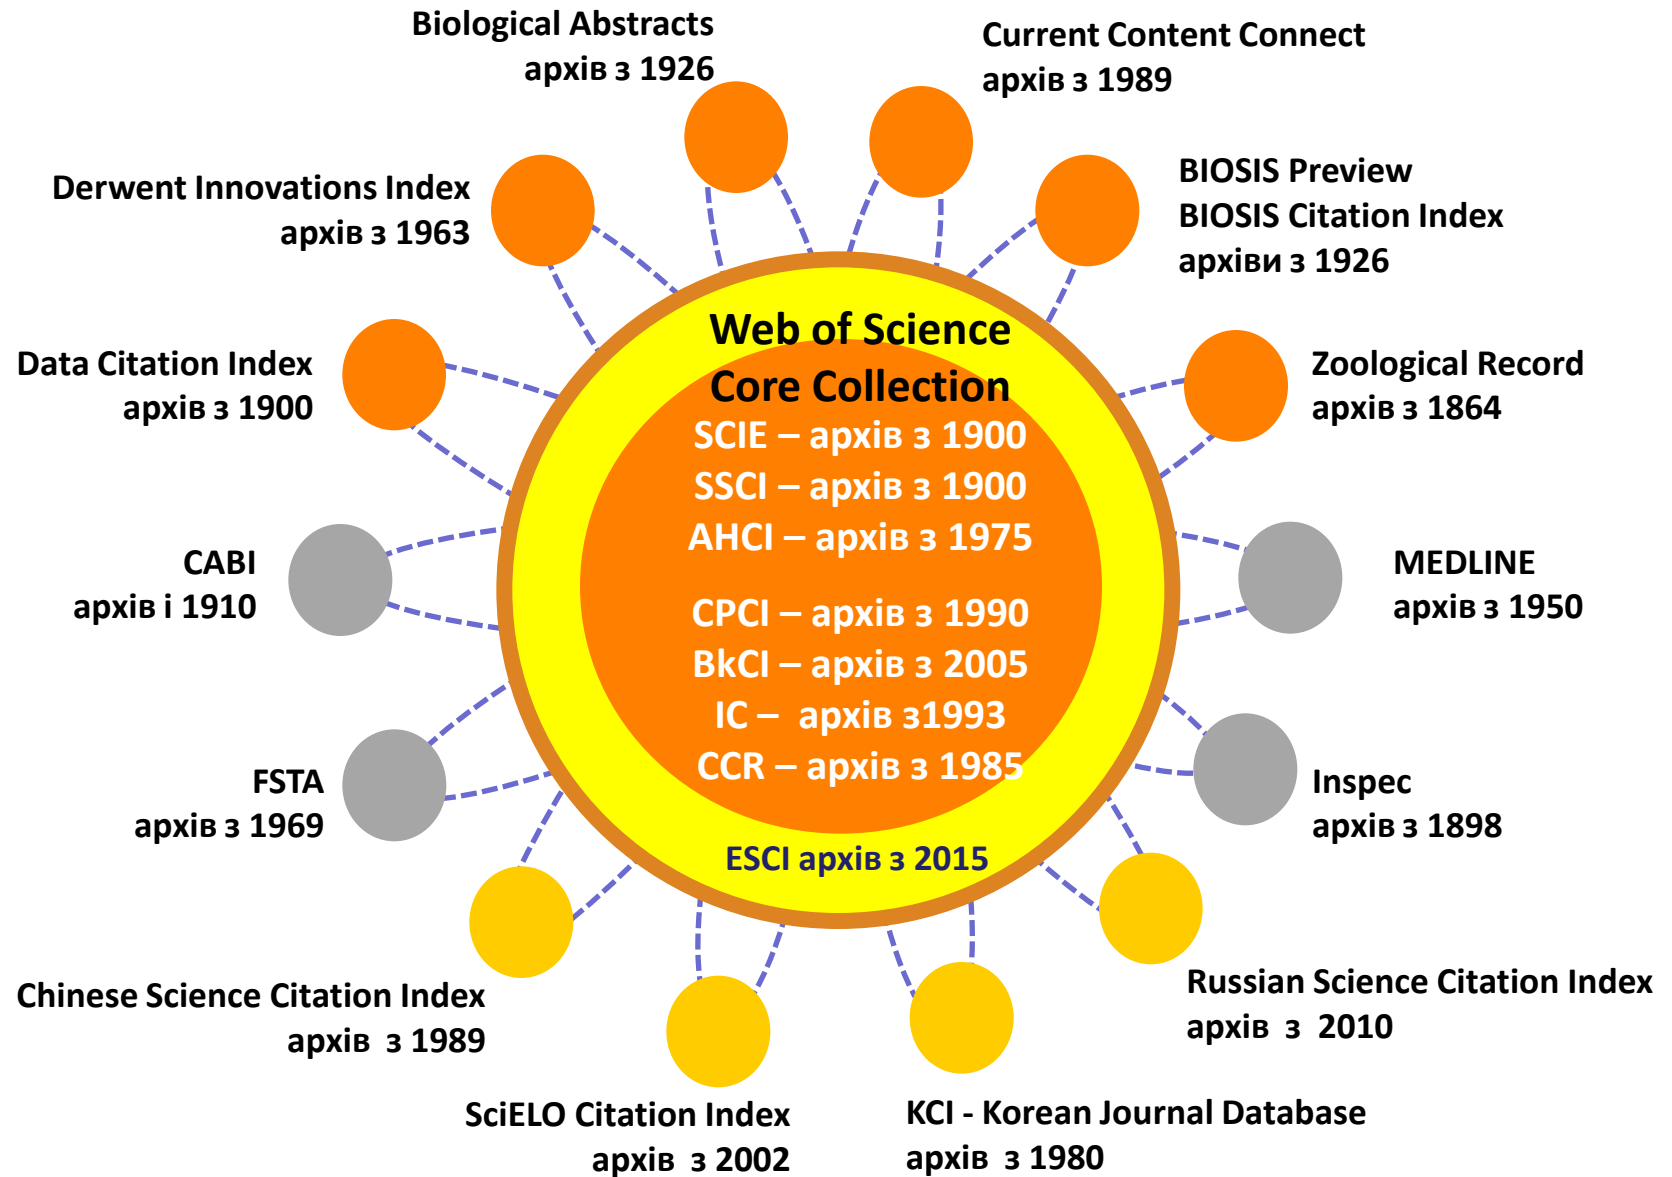 Biological Abstracts
архів з 1926
Current Content Connect
архів з 1989
Derwent Innovations Index
архів з 1963
BIOSIS Preview
BIOSIS Citation Index
архіви з 1926
Data Citation Index
архів з 1900
Zoological Record
архів з 1864
Web of Science
Core Collection
SCIE – архів з 1900
SSCI – архів з 1900
AHCI – архів з 1975
CPCI – архів з 1990
BkCI – архів з 2005
IC –  архів з1993
CCR – архів з 1985
ESCI архів з 2015
CABI
архів і 1910
MEDLINE
архів з 1950
FSTA
архів з 1969
Inspec
архів з 1898
Chinese Science Citation Index
архів  з 1989
Russian Science Citation Index
архів  з  2010
SciELO Citation Index
архів  з 2002
KCI - Korean Journal Database
архів  з 1980